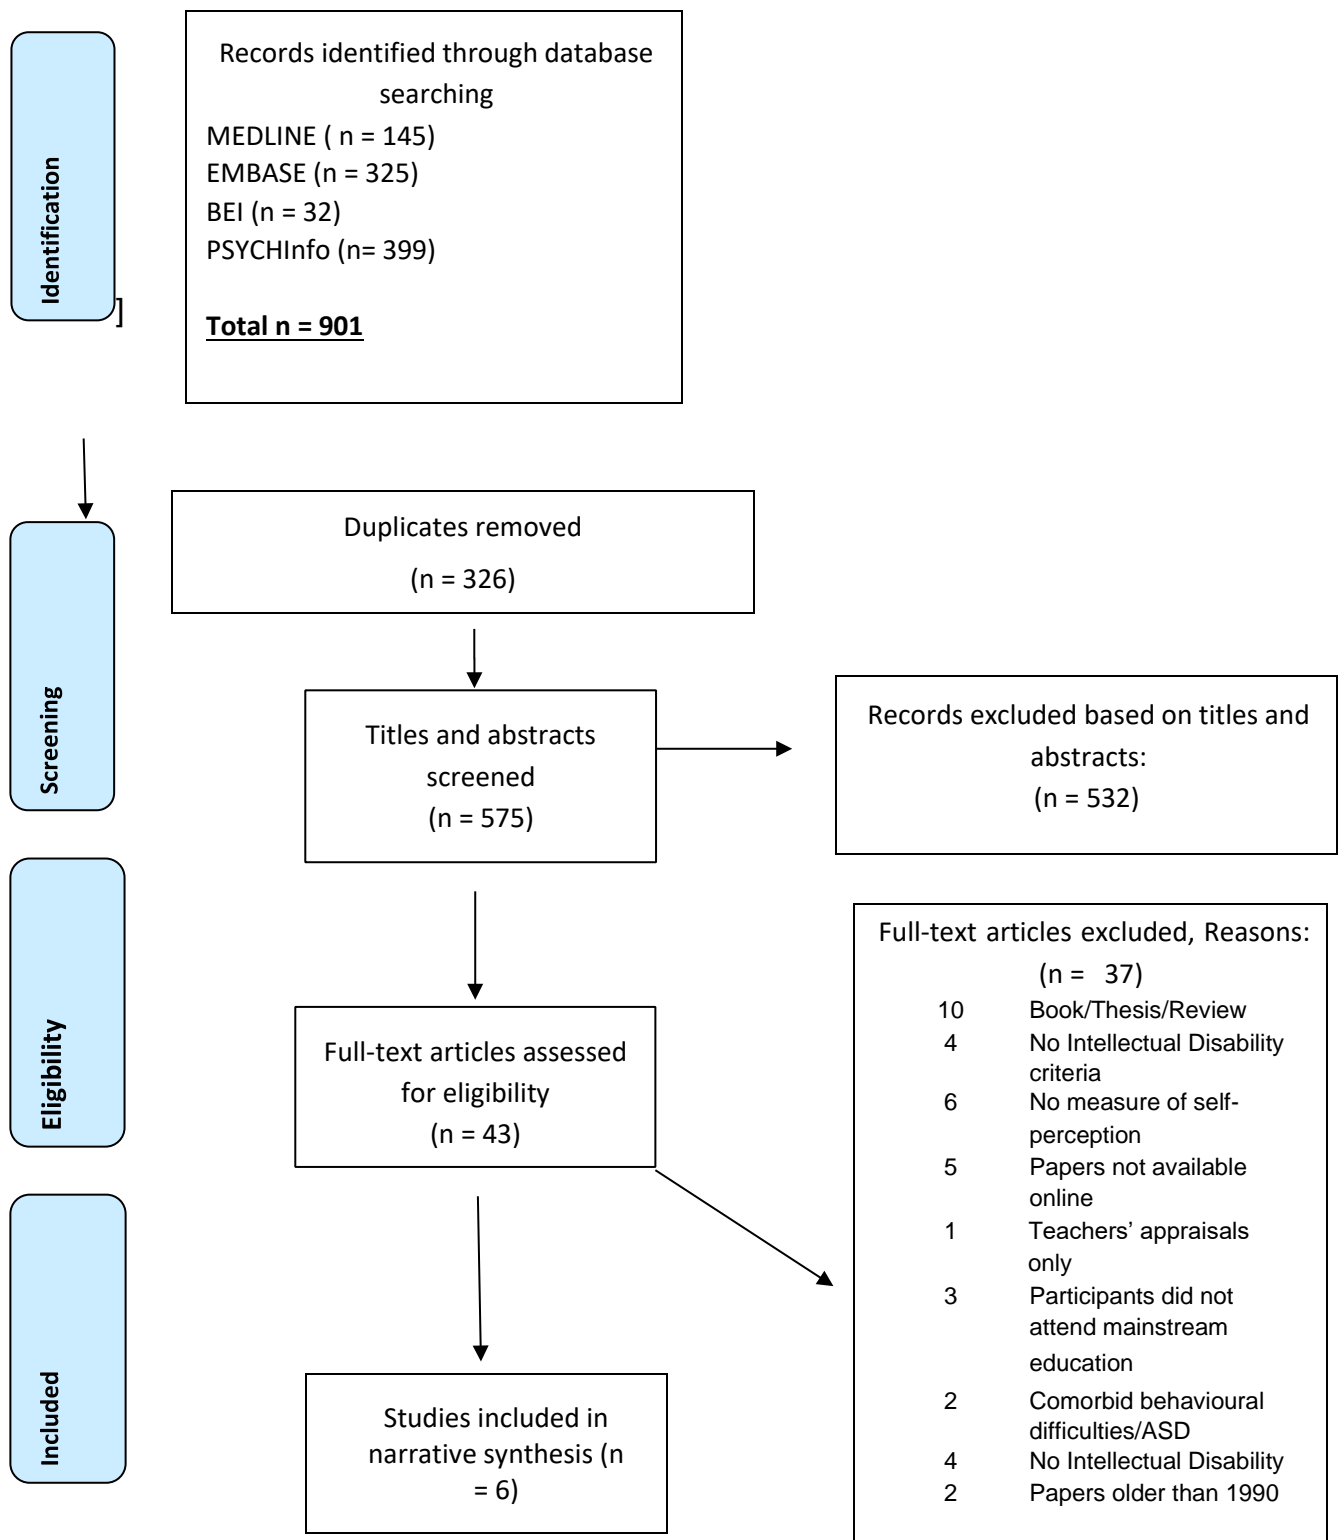 Identification
]
Records identified through database
searching
MEDLINE ( n = 145)
EMBASE (n = 325)
BEI (n = 32)
PSYCHInfo (n= 399)
Total n = 901
Screening
Duplicates removed
(n = 326)
Titles and abstracts
screened
(n = 575)
Records excluded based on titles and
abstracts:
(n = 532)
Eligibility
Full-text articles assessed
for eligibility
(n = 43)
Full-text articles excluded, Reasons:
(n = 37)
10 Book/Thesis/Review
4 No Intellectual Disability
criteria
6 No measure of self-
perception
5 Papers not available
online
1 Teachers’ appraisals
only
3 Participants did not
attend mainstream
education
2 Comorbid behavioural
difficulties/ASD
4 No Intellectual Disability
2 Papers older than 1990
Included
Studies included in
narrative synthesis (n
= 6)